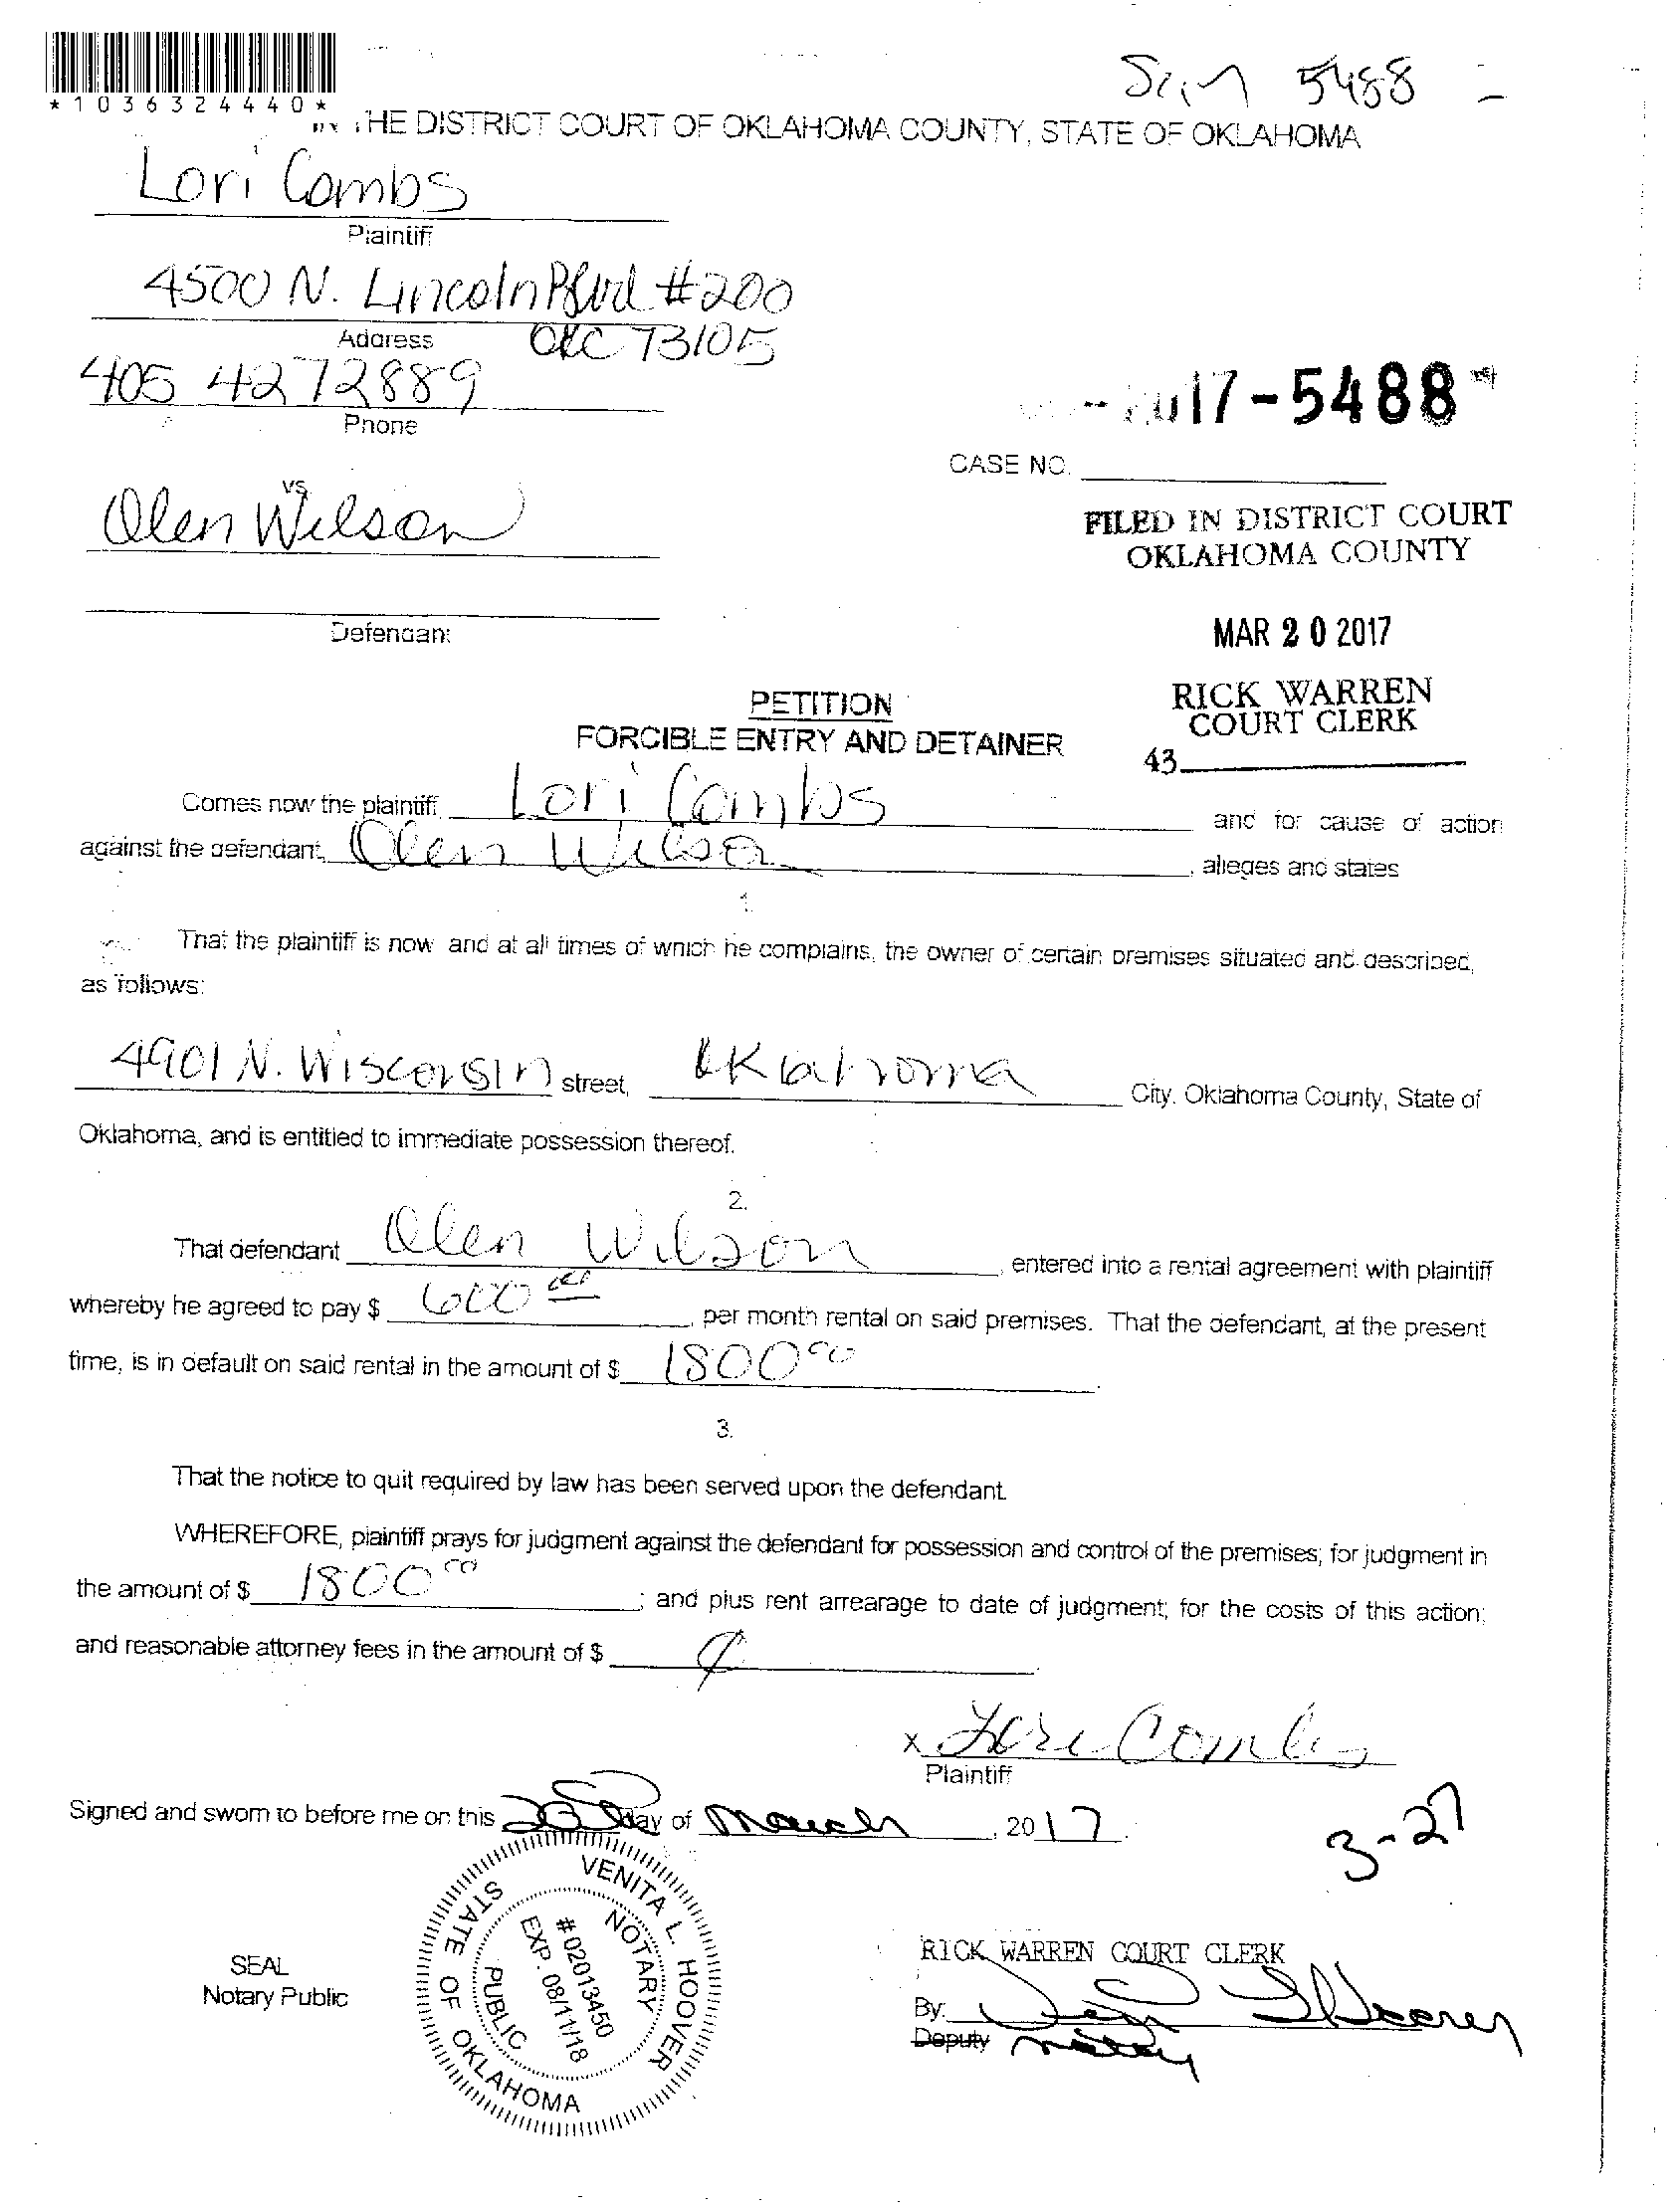 *1036324440*
5488 -
THE DISTRICT COURT OF OKLAHOMA COUNTY, STATE OF OKLAHOMA
Lori Combs
Plaintiff
4500 N. Lincoln Blvd #200
Address OKC 73105
405 4272889
Phone
2017-5488
CASE NO.
vs
Olen Wilson
FILED IN DISTRICT COURT
OKLAHOMA COUNTY
Defendant
MAR 20 2017
RICK WARREN
COURT CLERK
43
PETITION
FORCIBLE ENTRY AND DETAINER
Comes now the plaintiff Lori Combs and for cause of action
against the defendant, Olen Wilson, alleges and states
1.
That the plaintiff is now and at all times of which he complains, the owner of certain premises situated and described,
as follows:
4901 N. Wisconsin street, Oklahoma City, Oklahoma County, State of
Oklahoma, and is entitled to immediate possession thereof.
2.
That defendant Olen Wilson, entered into a rental agreement with plaintiff
whereby he agreed to pay $ 600 00, per month rental on said premises. That the defendant, at the present
time, is in default on said rental in the amount of $ 1800 00.
3.
That the notice to quit required by law has been served upon the defendant.
WHEREFORE, plaintiff prays for judgment against the defendant for possession and control of the premises; for judgment in
the amount of $ 1800 00; and plus rent arrearage to date of judgment; for the costs of this action;
and reasonable attorney fees in the amount of $
x Lori Combs
Plaintiff
Signed and sworn to before me on this 20 day of March, 2017.
3-27
VENITA L. HOOVER
NOTARY PUBLIC
# 02013450
EXP. 08/11/18
STATE OF OKLAHOMA
SEAL
Notary Public
RICK WARREN COURT CLERK
By: Hoover
Deputy notary